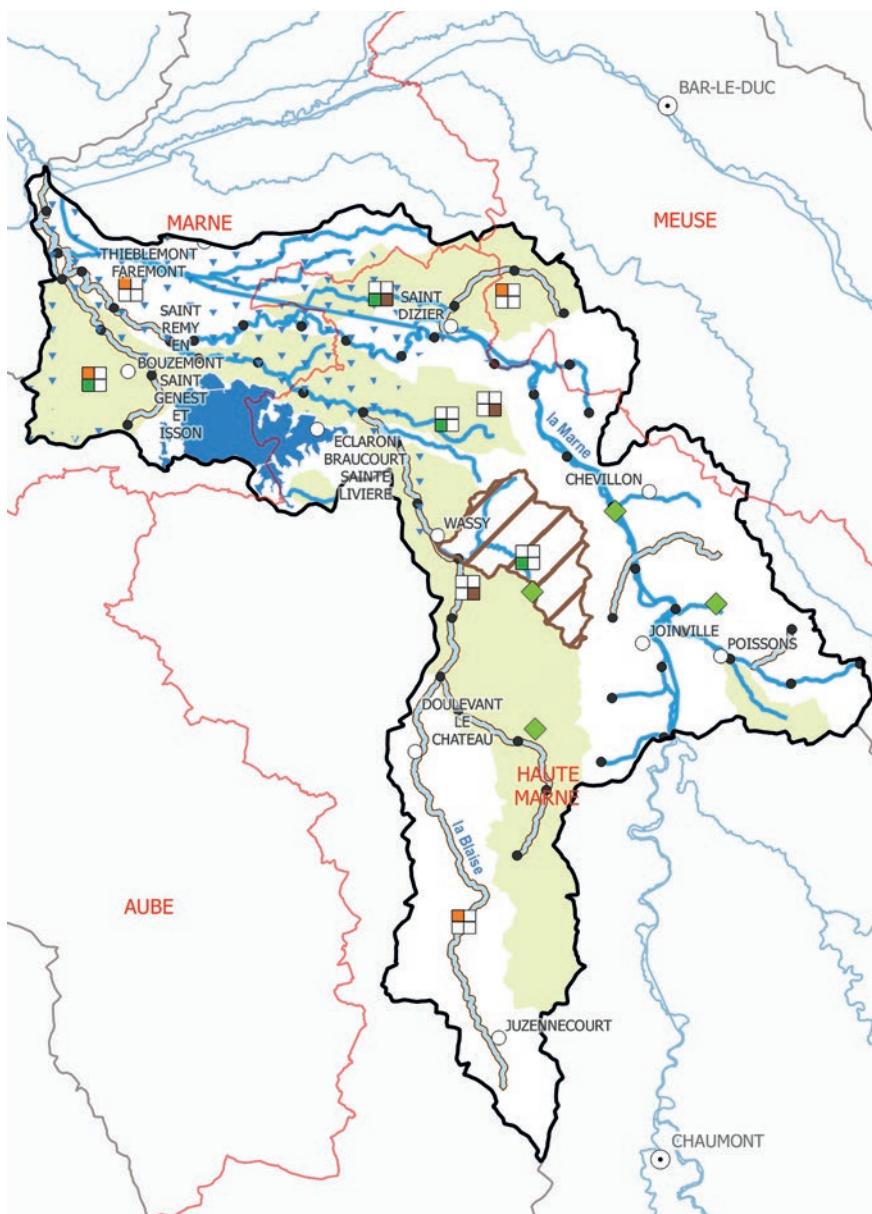 BAR-LE-DUC
MARNE
MEUSE
THIEBLEMONT
FAREMONT
SAINT
DIZIER
SAINT
REMY
EN
BOUZEMONT
SAINT
GENEST
ET
ISSON
la Marne
ECLARON
BRAUCOURT
SAINTE
LIVIERE
CHEVILLON
WASSY
JOINVILLE
POISSONS
DOULEVANT
LE
CHATEAU
HAUTE
MARNE
la Blaise
AUBE
JUZENNECOURT
CHAUMONT